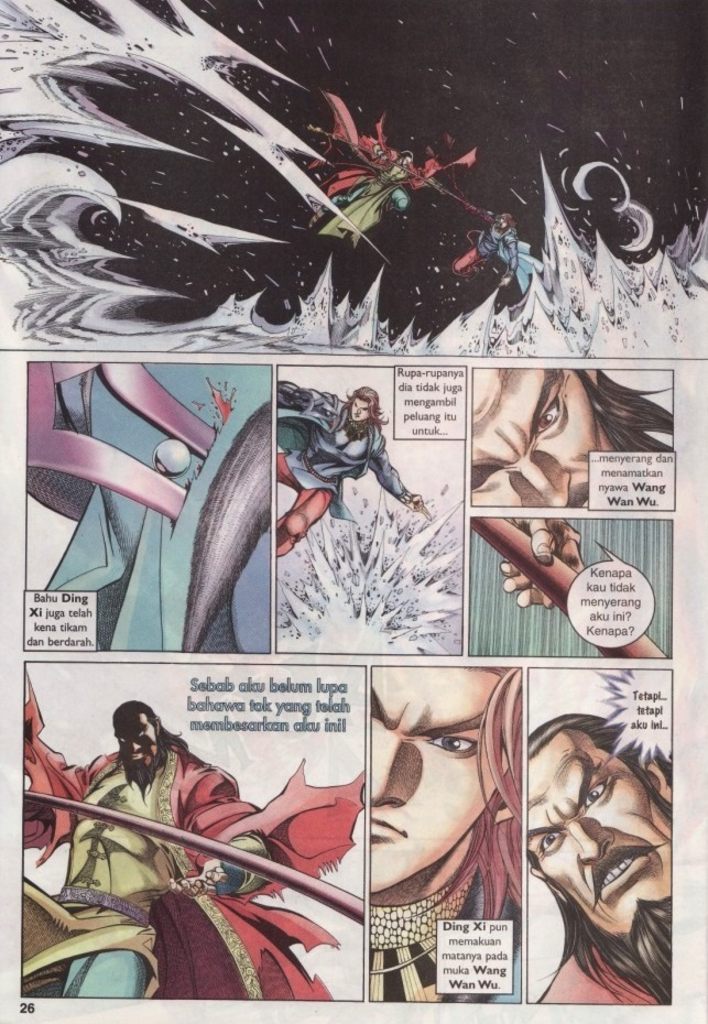 Bahu Ding
Xi juga telah
kena tikam
dan berdarah.
Rupa-rupanya
dia tidak juga
mengambil
peluang itu
untuk...
...menyerang dan
menamatkan
nyawa Wang
Wan Wu.
Kenapa
kau tidak
menyerang
aku ini?
Kenapa?
Sebab aku belum lupa
bahawa tok yang telah
membesarkan aku ini!
Ding Xi pun
memakukan
matanya pada
muka Wang
Wan Wu.
Tetapi...
tetapi
aku ini...
26